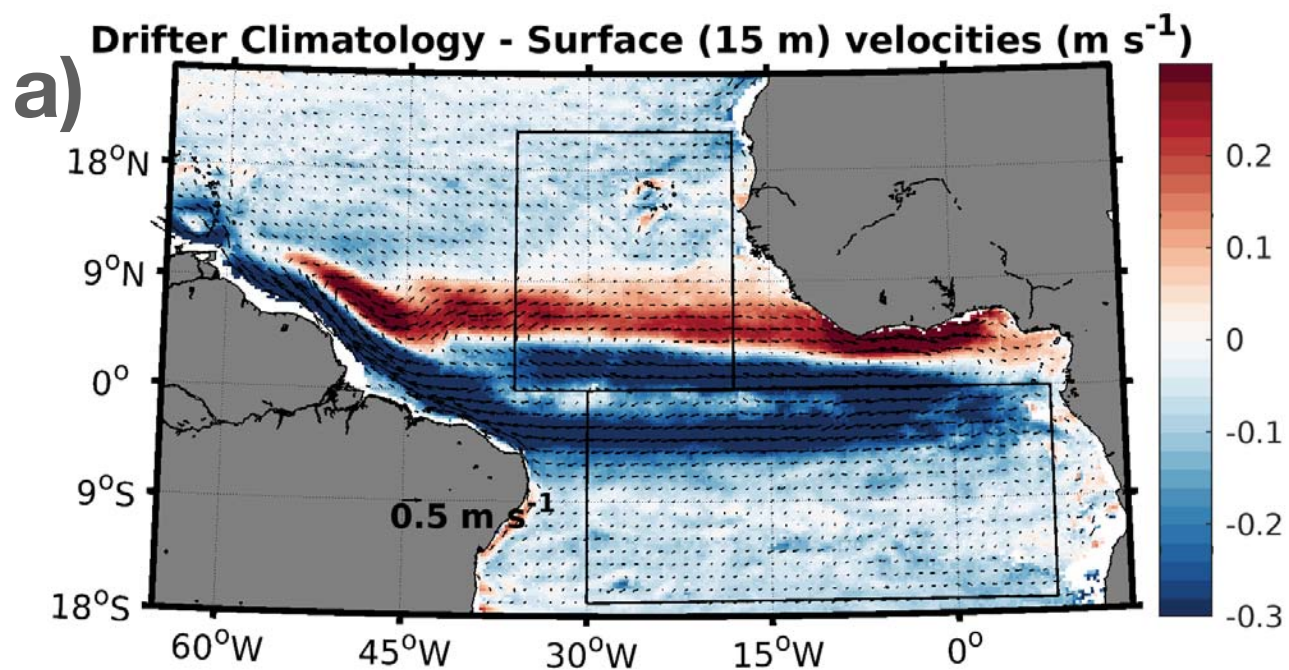 Drifter Climatology - Surface (15 m) velocities (m s⁻¹)
a)
18°N
9°N
0°
9°S
18°S
0.5 m s⁻¹
60°W 45°W 30°W 15°W 0°
0.2
0.1
0
-0.1
-0.2
-0.3